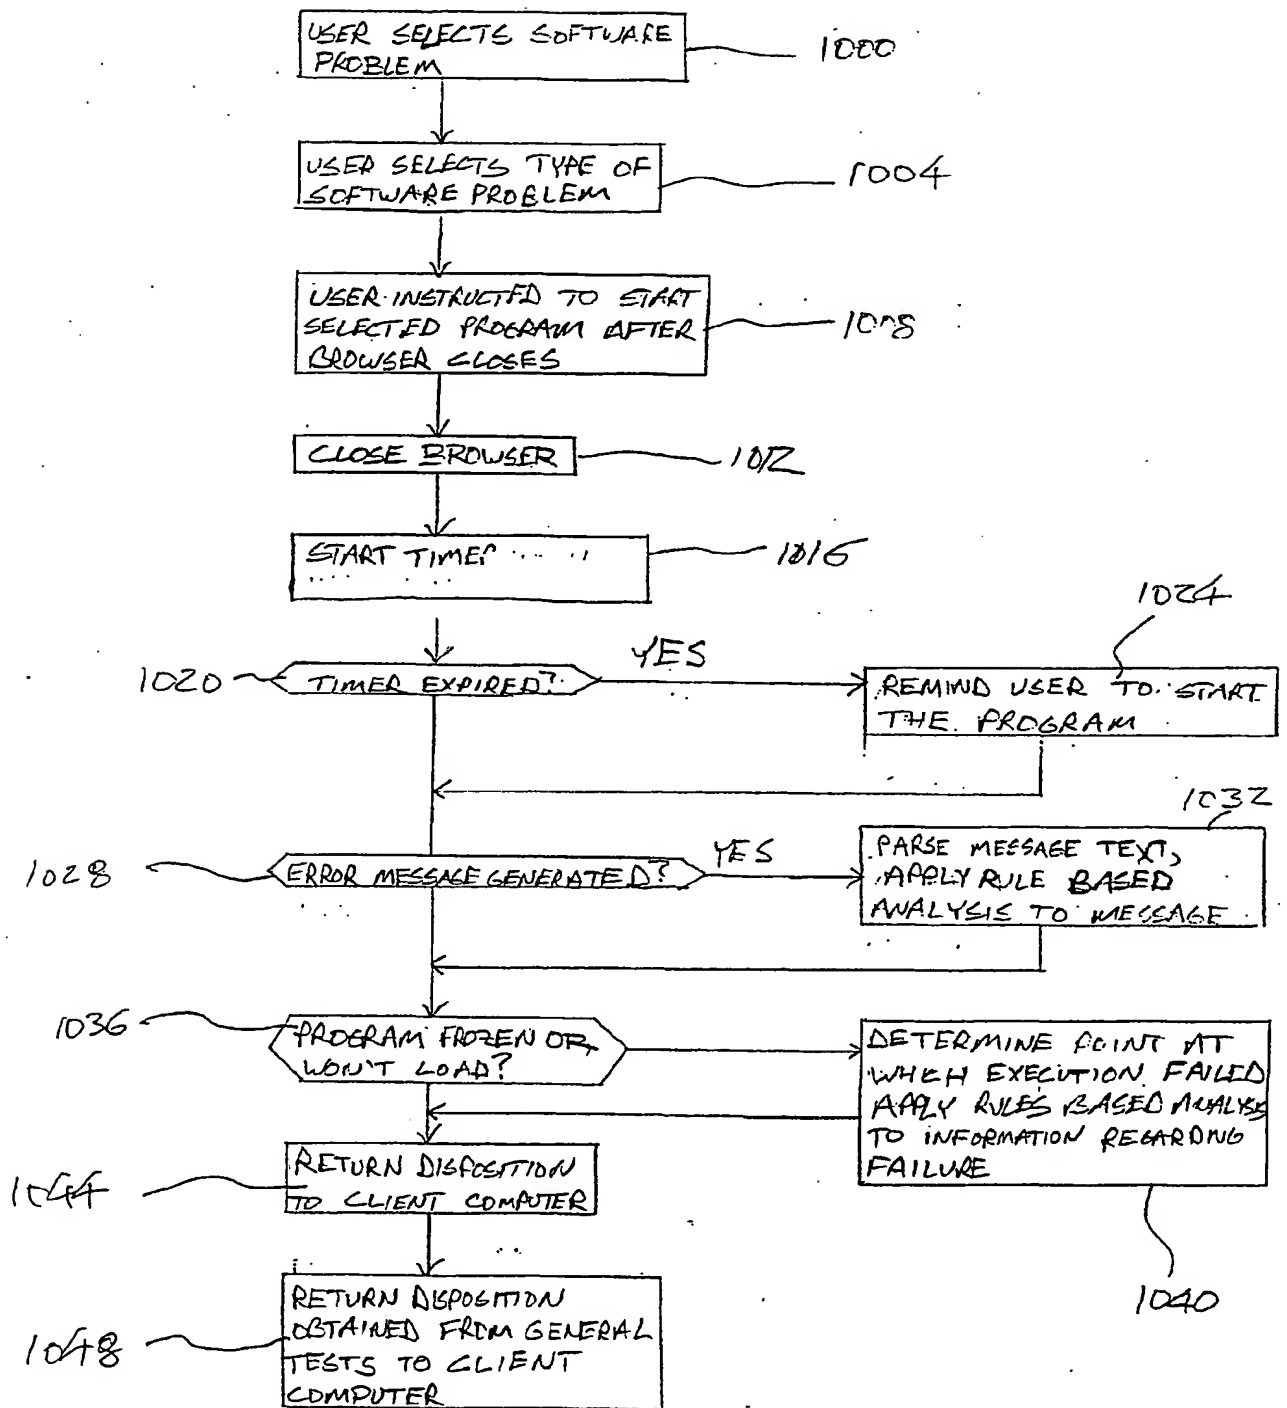 USER SELECTS SOFTWARE
PROBLEM
1000
USER SELECTS TYPE OF
SOFTWARE PROBLEM
1004
USER INSTRUCTED TO START
SELECTED PROGRAM AFTER
BROWSER CLOSES
1008
CLOSE BROWSER
1012
START TIMER
1016
1024
1020
TIMER EXPIRED?
YES
REMIND USER TO START
THE PROGRAM
1032
1028
ERROR MESSAGE GENERATED?
YES
PARSE MESSAGE TEXT,
APPLY RULE BASED
ANALYSIS TO MESSAGE
1036
PROGRAM FROZEN OR
WON'T LOAD?
DETERMINE POINT AT
WHICH EXECUTION FAILED
APPLY RULES BASED ANALYSIS
TO INFORMATION REGARDING
FAILURE
1040
1044
RETURN DISPOSITION
TO CLIENT COMPUTER
1048
RETURN DISPOSITION
OBTAINED FROM GENERAL
TESTS TO CLIENT
COMPUTER